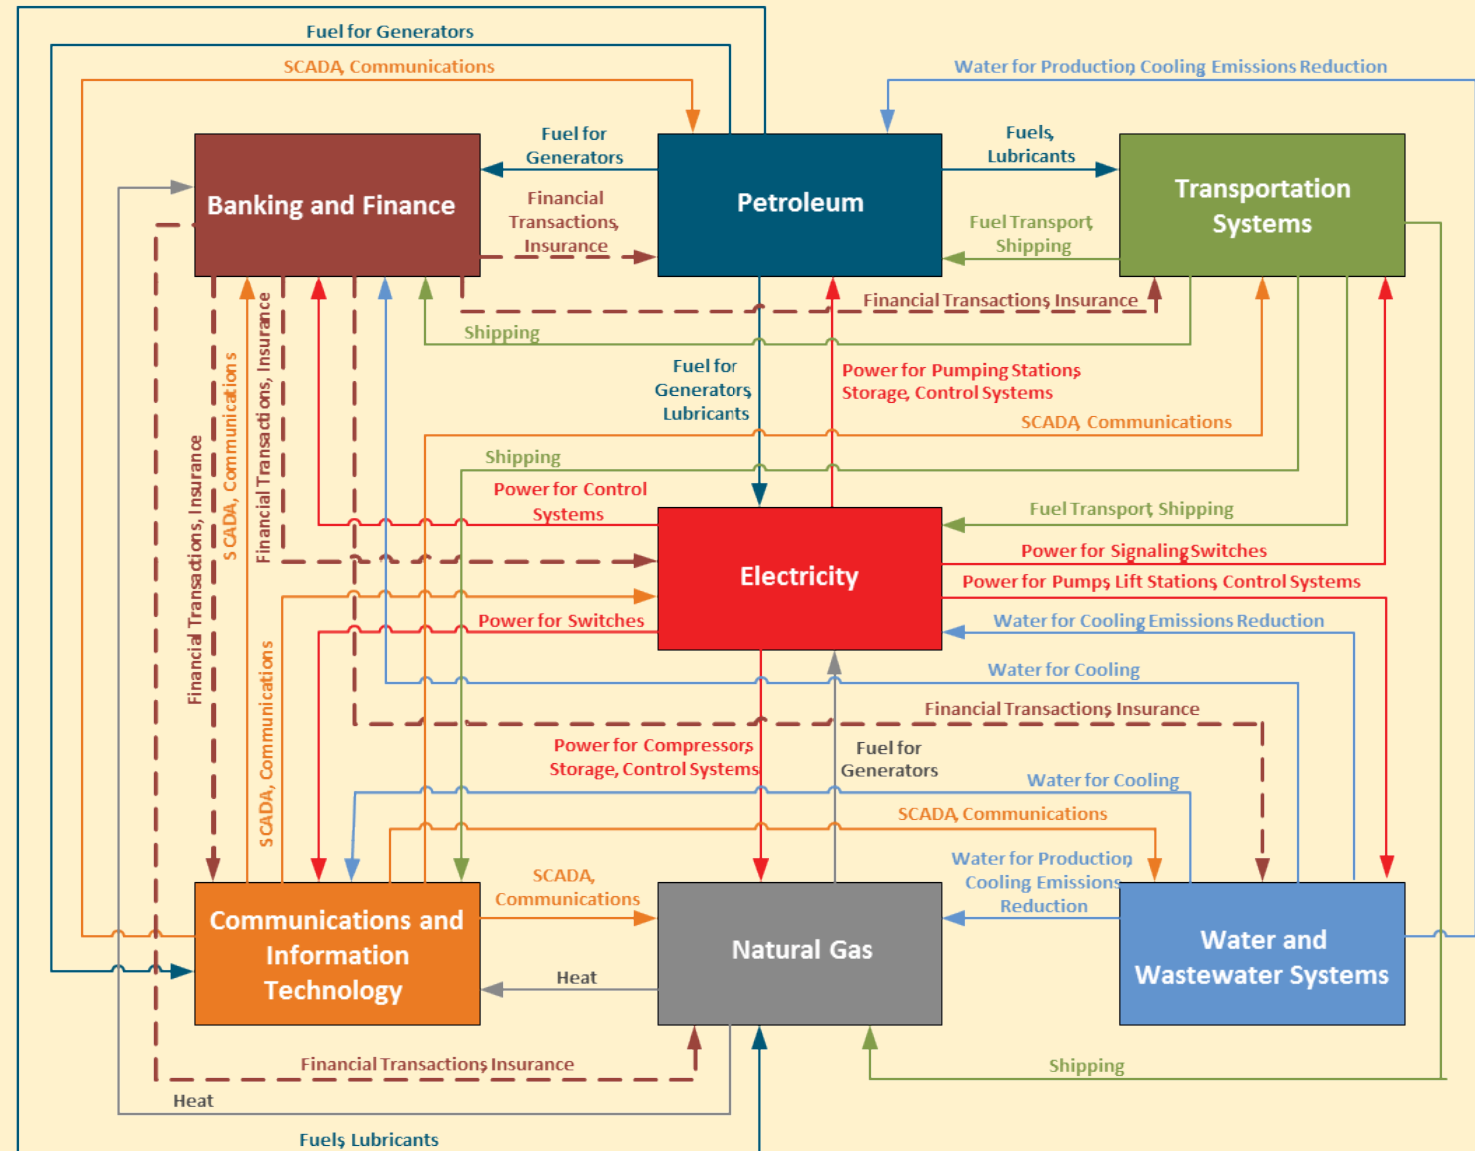 Fuel for Generators
SCADA, Communications
Water for Production, Cooling Emissions Reduction
Fuel for
Generators
Fuels,
Lubricants
Banking and Finance
Petroleum
Transportation
Systems
Financial
Transactions,
Insurance
Fuel Transport,
Shipping
Financial Transactions, Insurance
Shipping
Fuel for
Generators,
Lubricants
Power for Pumping Stations,
Storage, Control Systems
SCADA, Communications
Financial Transactions, Insurance
SCADA, Communications
Financial Transactions, Insurance
Shipping
Power for Control
Systems
Fuel Transport, Shipping
Power for Signaling Switches
Electricity
Power for Pumps, Lift Stations, Control Systems
Power for Switches
Water for Cooling Emissions Reduction
Water for Cooling
Financial Transactions, Insurance
SCADA, Communications
Power for Compressors,
Storage, Control Systems
Fuel for
Generators
Water for Cooling
SCADA, Communications
Water for Production,
Cooling Emissions
Reduction
SCADA,
Communications
Communications and
Information
Technology
Natural Gas
Water and
Wastewater Systems
Heat
Financial Transactions, Insurance
Shipping
Heat
Fuels, Lubricants